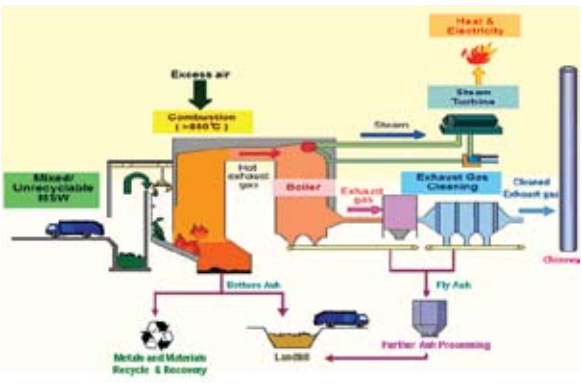 Heat &
Electricity
Excess air
Steam
Turbine
Combustion
(>850°C)
Steam
Mixed/
Unrecyclable
MSW
Hot
exhaust
gas
Boiler
Exhaust
gas
Exhaust Gas
Cleaning
Cleaned
Exhaust gas
Chimney
Bottom Ash
Fly Ash
Metals and Materials
Recycle & Recovery
Landfill
Further Ash Processing